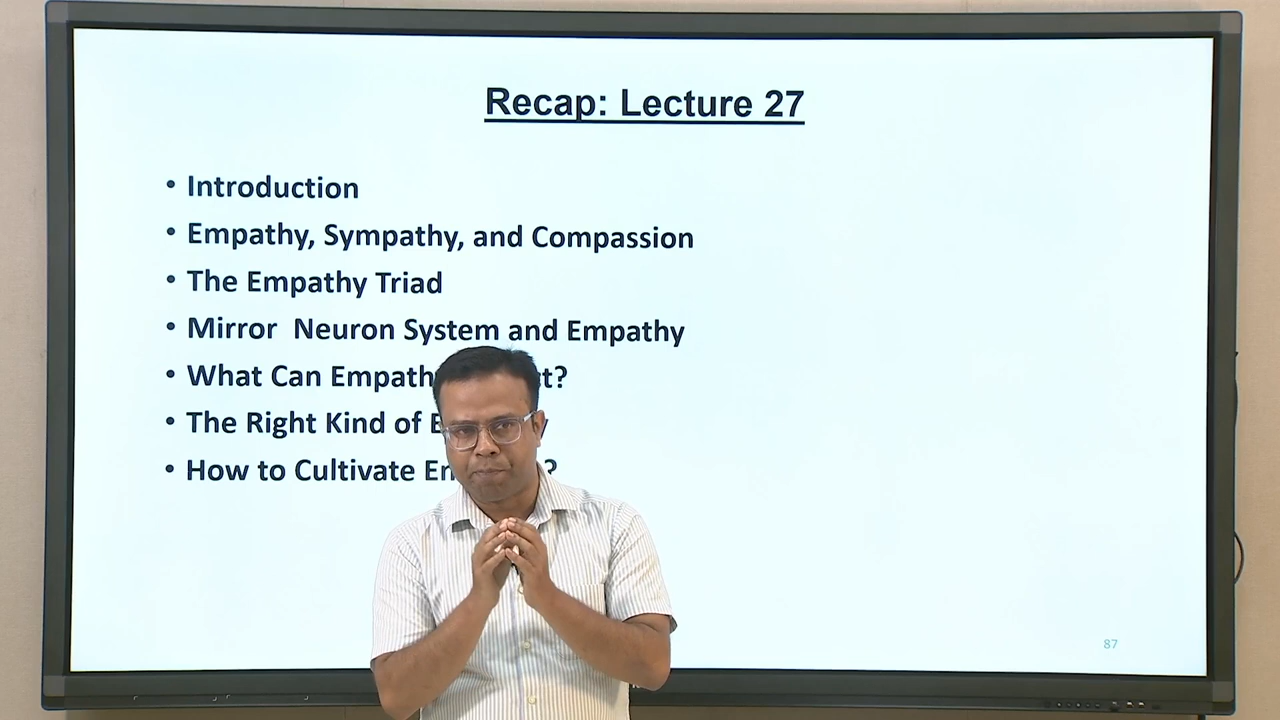 Recap: Lecture 27
• Introduction
• Empathy, Sympathy, and Compassion
• The Empathy Triad
• Mirror Neuron System and Empathy
• What Can
• The Right Kind of
• How to Cultivate
87